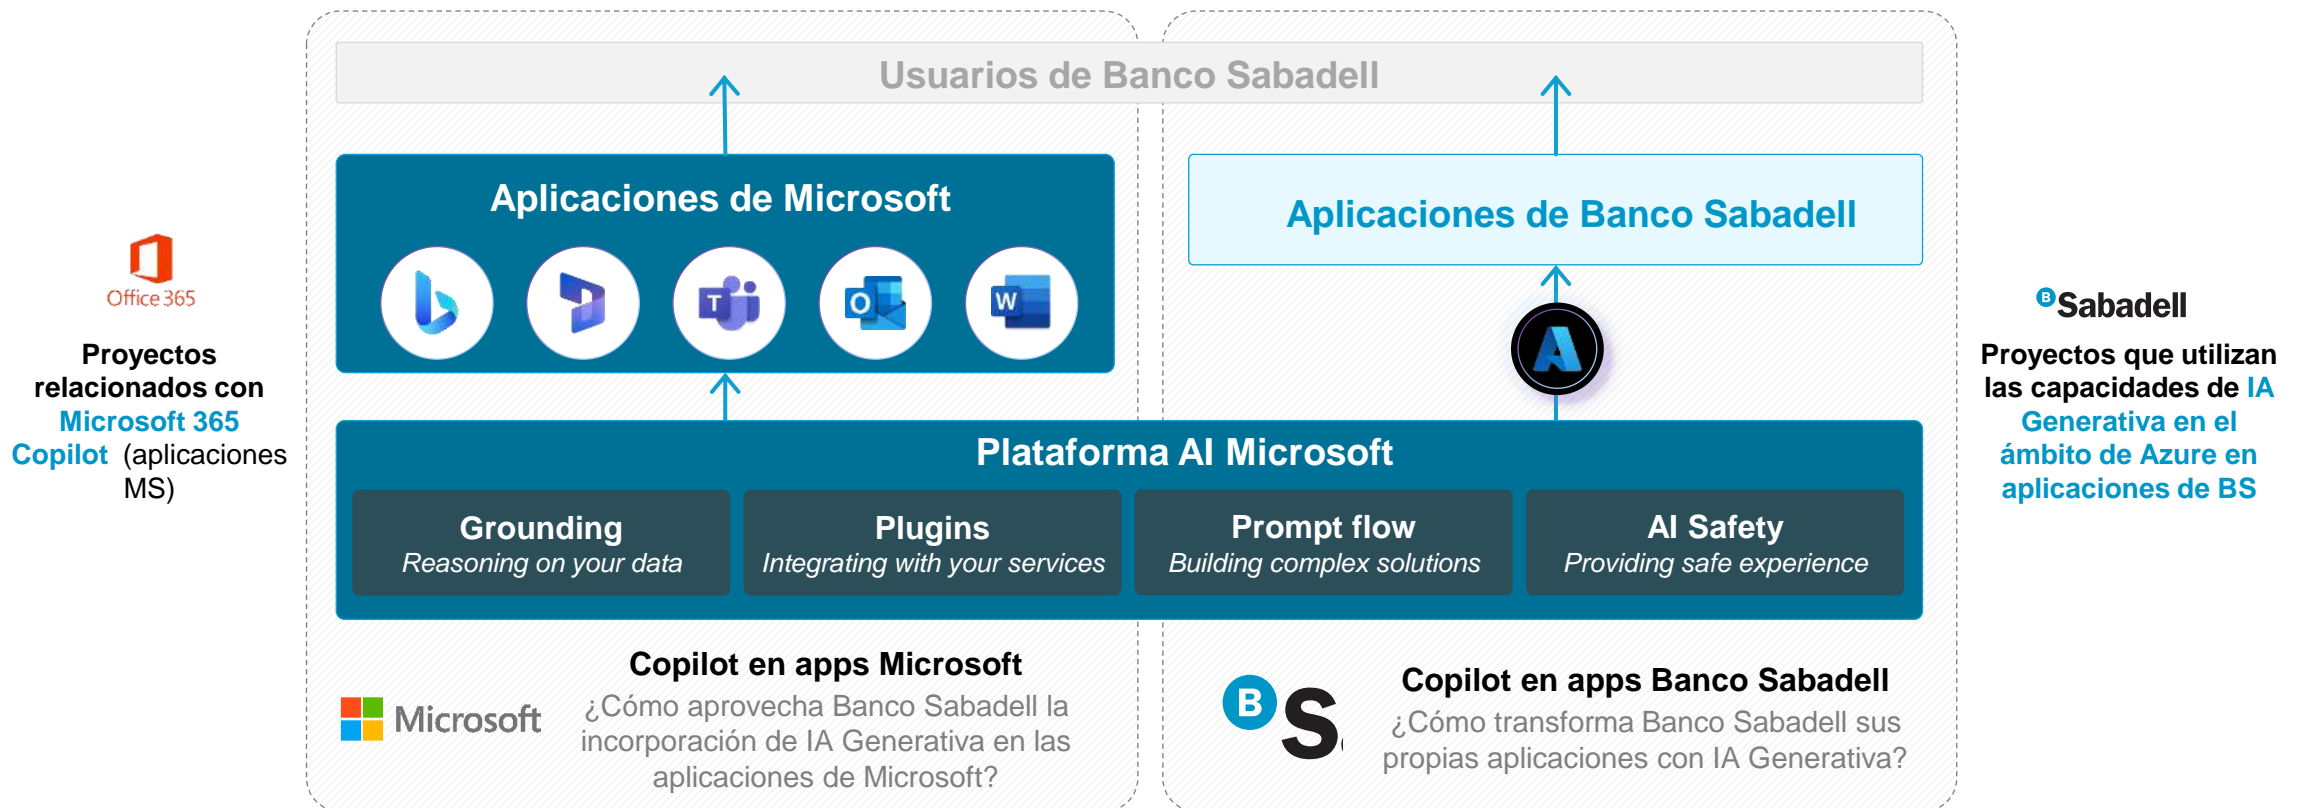 Usuarios de Banco Sabadell
Aplicaciones de Microsoft
T
O
W
Aplicaciones de Banco Sabadell
Office 365
Proyectos
relacionados con
Microsoft 365
Copilot (aplicaciones
MS)
B Sabadell
Proyectos que utilizan
las capacidades de IA
Generativa en el
ámbito de Azure en
aplicaciones de BS
Plataforma AI Microsoft
Grounding
Reasoning on your data
Plugins
Integrating with your services
Prompt flow
Building complex solutions
AI Safety
Providing safe experience
Microsoft
Copilot en apps Microsoft
¿Cómo aprovecha Banco Sabadell la
incorporación de IA Generativa en las
aplicaciones de Microsoft?
B S
Copilot en apps Banco Sabadell
¿Cómo transforma Banco Sabadell sus
propias aplicaciones con IA Generativa?